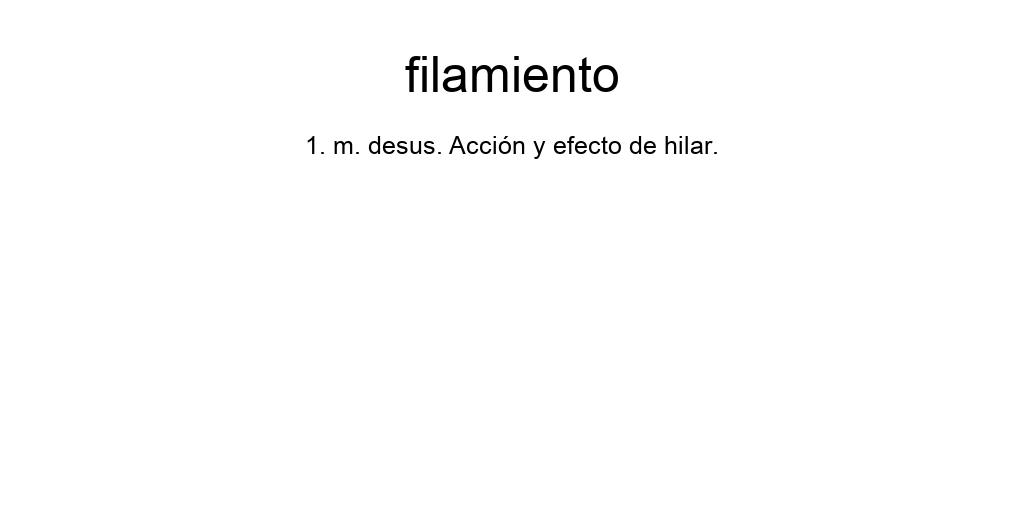 filamiento
1. m. desus. Acción y efecto de hilar.